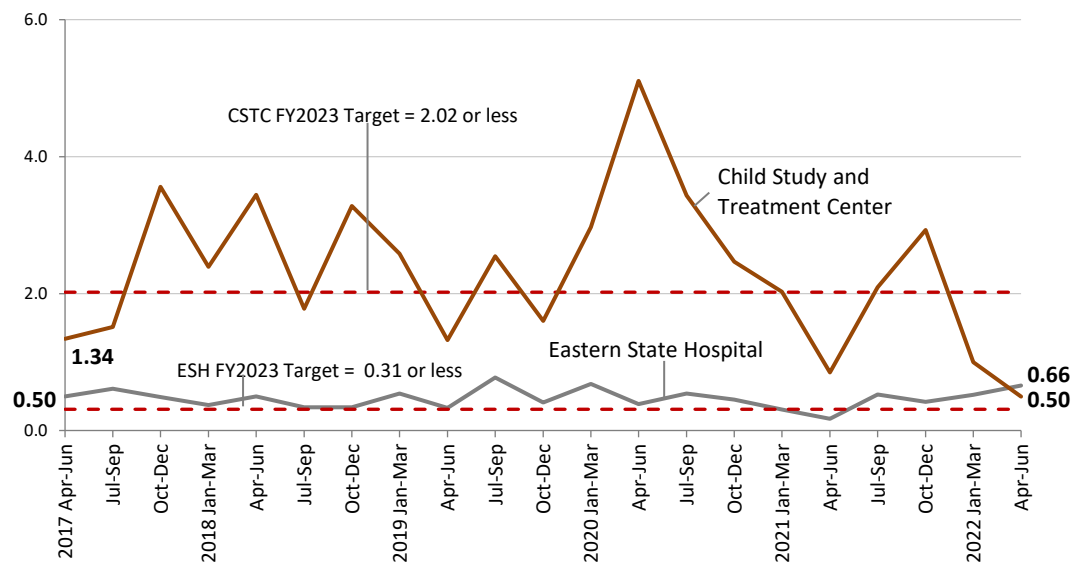 6.0
4.0
2.0
0.0
CSTC FY2023 Target = 2.02 or less
Child Study and
Treatment Center
Eastern State Hospital
ESH FY2023 Target =  0.31 or less
1.34
0.50
0.66
0.50
2017 Apr-Jun
Jul-Sep
Oct-Dec
2018 Jan-Mar
Apr-Jun
Jul-Sep
Oct-Dec
2019 Jan-Mar
Apr-Jun
Jul-Sep
Oct-Dec
2020 Jan-Mar
Apr-Jun
Jul-Sep
Oct-Dec
2021 Jan-Mar
Apr-Jun
Jul-Sep
Oct-Dec
2022 Jan-Mar
Apr-Jun